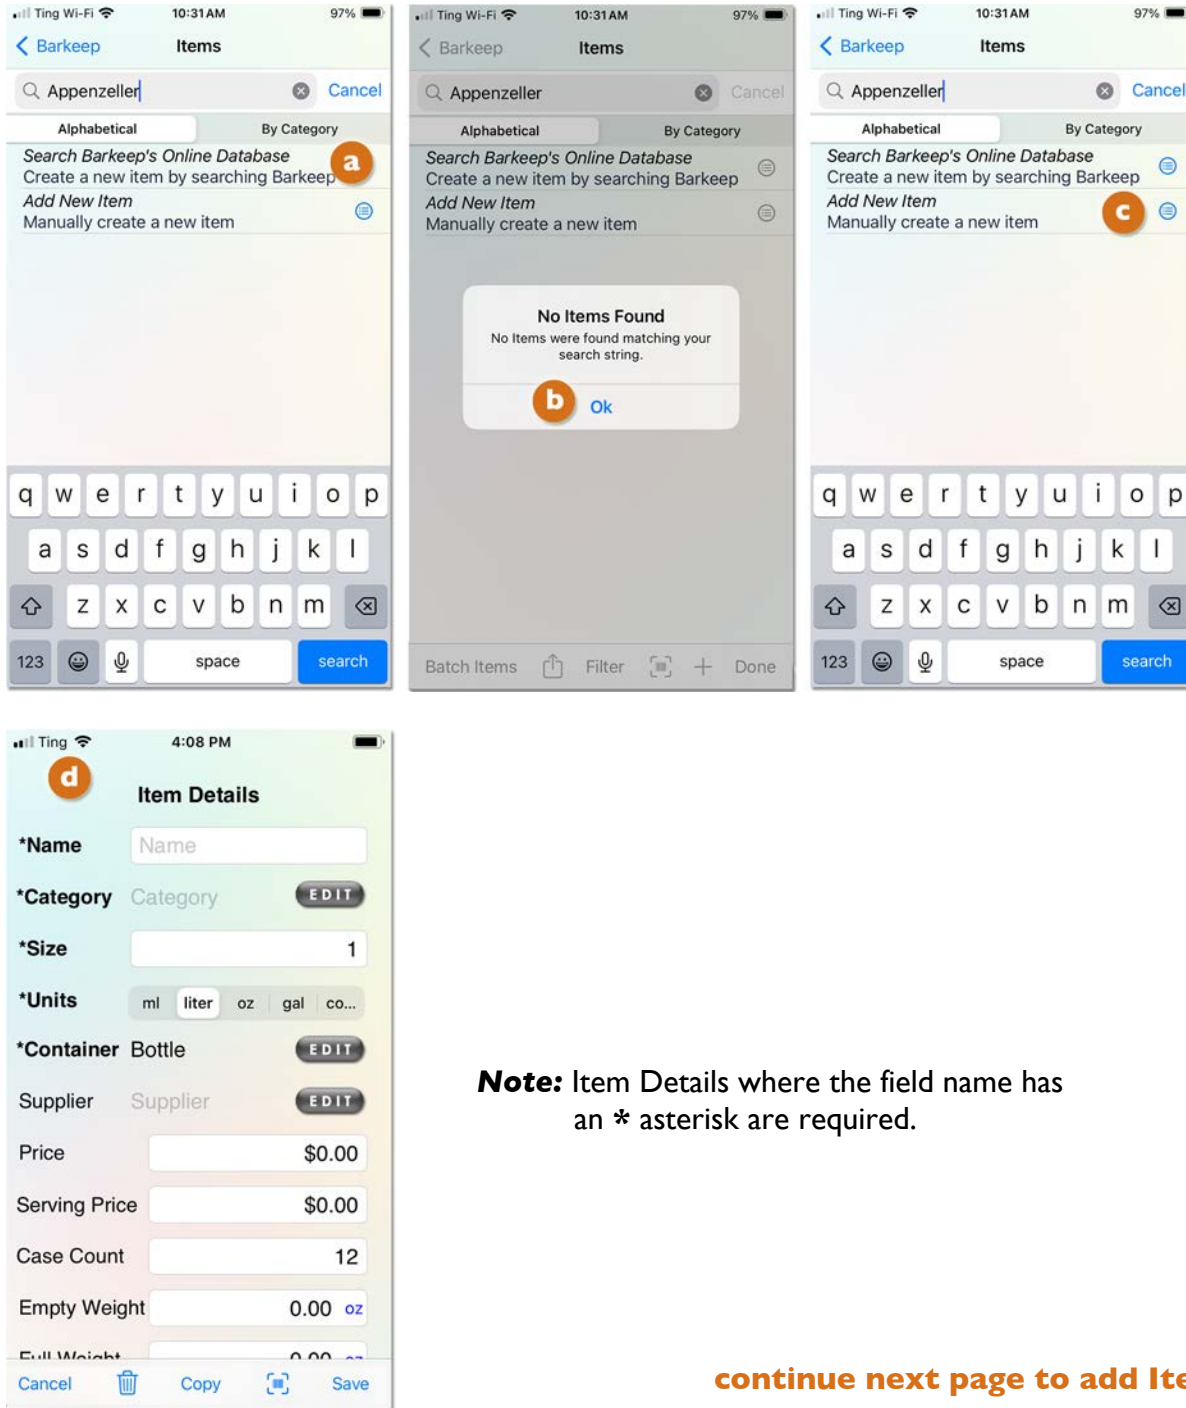 Ting Wi-Fi 10:31 AM 97%
Barkeep Items
Appenzeller Cancel
Alphabetical By Category
Search Barkeep's Online Database
Create a new item by searching Barkeep
a
Add New Item
Manually create a new item
q w e r t y u i o p
a s d f g h j k l
z x c v b n m
123 space search
Ting Wi-Fi 10:31 AM 97%
Barkeep Items
Appenzeller Cancel
Alphabetical By Category
Search Barkeep's Online Database
Create a new item by searching Barkeep
Add New Item
Manually create a new item
No Items Found
No Items were found matching your
search string.
b Ok
Batch Items Filter + Done
Ting Wi-Fi 10:31 AM 97%
Barkeep Items
Appenzeller Cancel
Alphabetical By Category
Search Barkeep's Online Database
Create a new item by searching Barkeep
Add New Item
Manually create a new item
c
q w e r t y u i o p
a s d f g h j k l
z x c v b n m
123 space search
Ting 4:08 PM
d
Item Details
*Name Name
*Category Category EDIT
*Size 1
*Units ml liter oz gal co...
*Container Bottle EDIT
Supplier Supplier EDIT
Price $0.00
Serving Price $0.00
Case Count 12
Empty Weight 0.00 oz
Full Weight 0.00 oz
Cancel Copy Save
Note: Item Details where the field name has
an * asterisk are required.
continue next page to add Ite